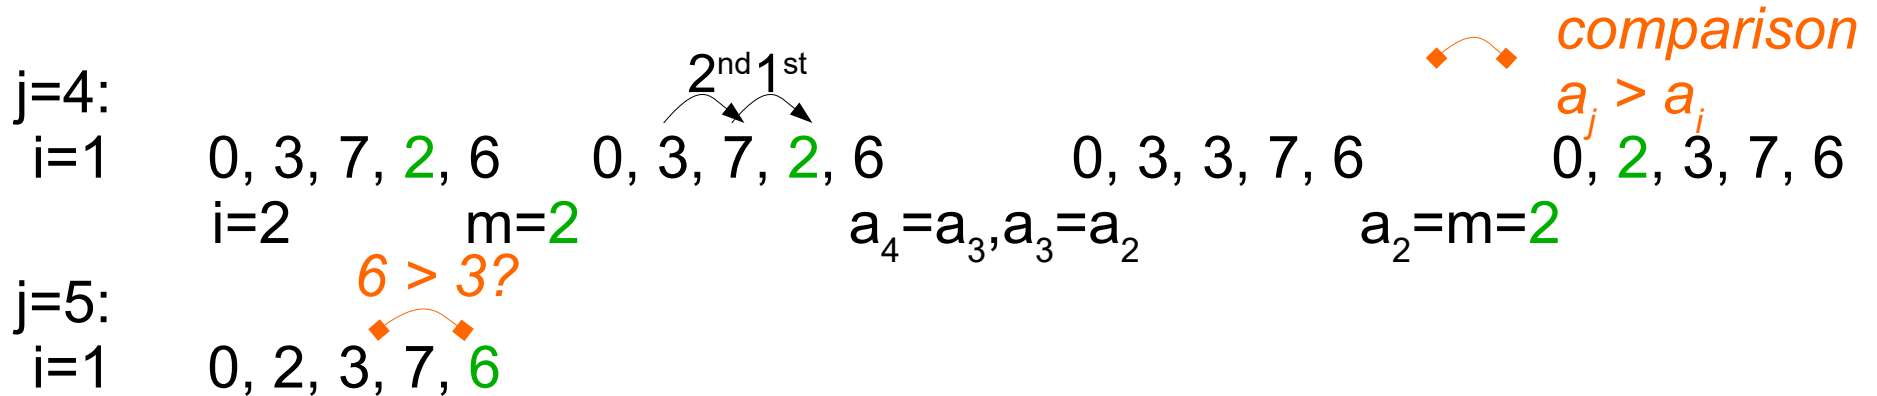 comparison
2nd 1st
j=4:
aj > ai
i=1 0, 3, 7, 2, 6 0, 3, 7, 2, 6 0, 3, 3, 7, 6 0, 2, 3, 7, 6
i=2 m=2 a4=a3,a3=a2 a2=m=2
6 > 3?
j=5:
i=1 0, 2, 3, 7, 6